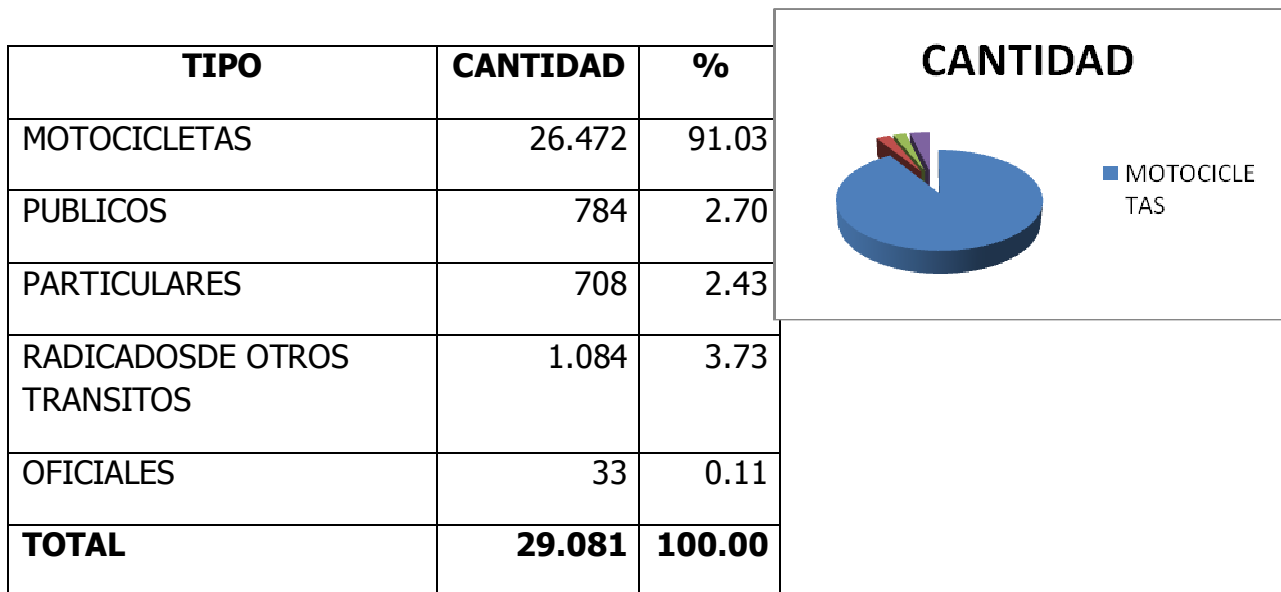 TIPO CANTIDAD %
MOTOCICLETAS 26.472 91.03
PUBLICOS 784 2.70
PARTICULARES 708 2.43
RADICADOSDE OTROS 1.084 3.73
TRANSITOS
OFICIALES 33 0.11
TOTAL 29.081 100.00
CANTIDAD
MOTOCICLE
TAS